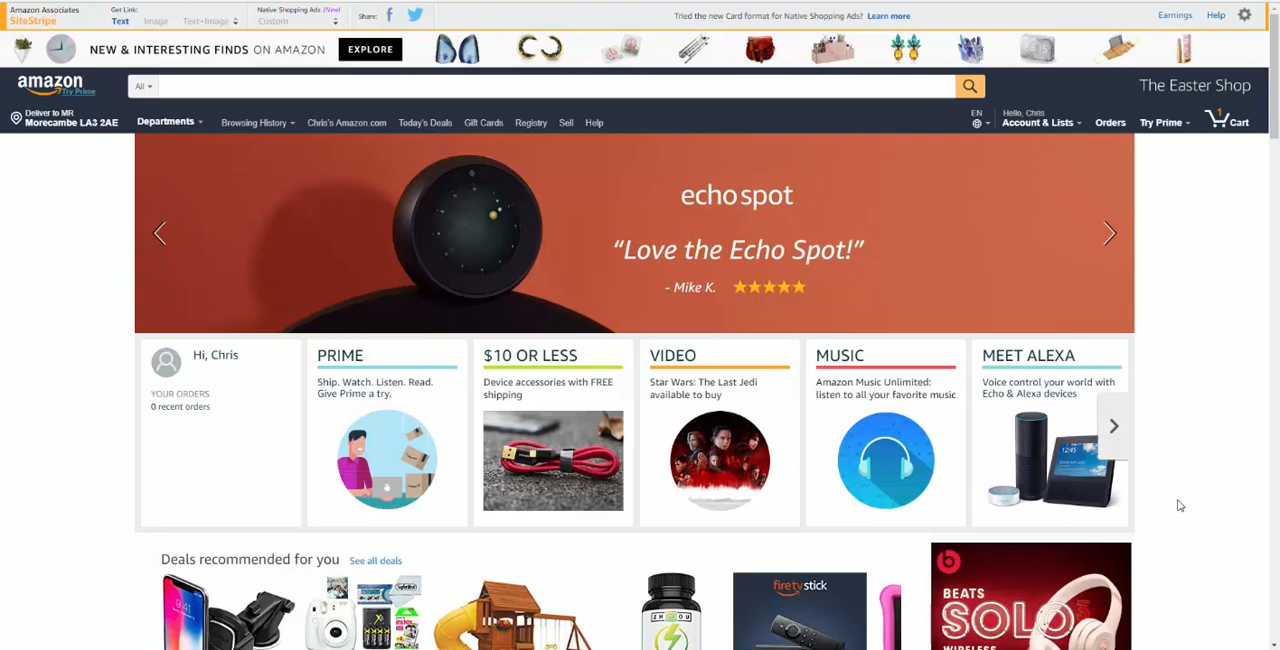 Amazon Associates
SiteStripe
Get Link:
Text Image Text+Image
Native Shopping Ads (New)
Custom
Share:
Tried the new Card format for Native Shopping Ads? Learn more
Earnings Help
NEW & INTERESTING FINDS ON AMAZON EXPLORE
amazon
Try Prime
All
The Easter Shop
Deliver to MR
Morecambe LA3 2AE
Departments Browsing History Chris's Amazon.com Today's Deals Gift Cards Registry Sell Help
EN
Hello, Chris
Account & Lists Orders Try Prime 1 Cart
echo spot
“Love the Echo Spot!”
- Mike K.
Hi, Chris
YOUR ORDERS
0 recent orders
PRIME
Ship. Watch. Listen. Read.
Give Prime a try.
$10 OR LESS
Device accessories with FREE
shipping
VIDEO
Star Wars: The Last Jedi
available to buy
MUSIC
Amazon Music Unlimited:
listen to all your favorite music
MEET ALEXA
Voice control your world with
Echo & Alexa devices
12:45
Deals recommended for you See all deals
fire tv stick
BEATS
SOLO
WIRELESS